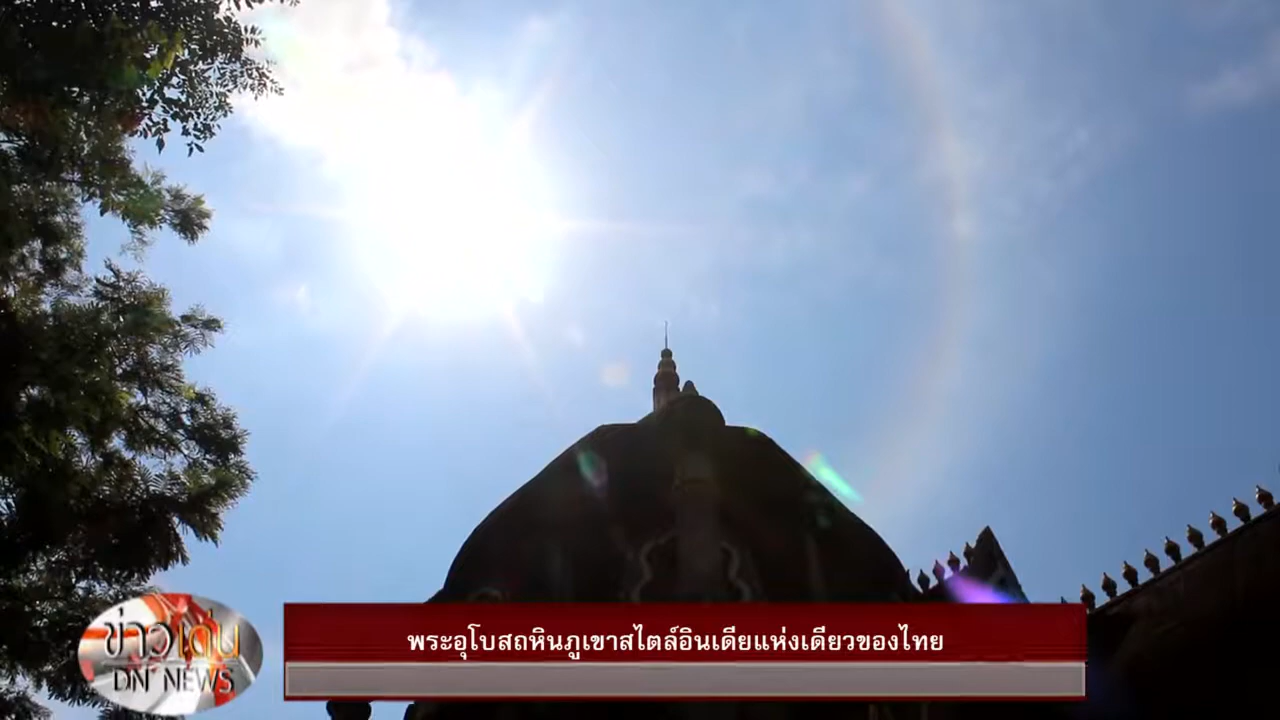 พระอุโบสถหินภูเขาสไตล์อินเดียแห่งเดียวของไทย
ข่าวเด่น
DN NEWS